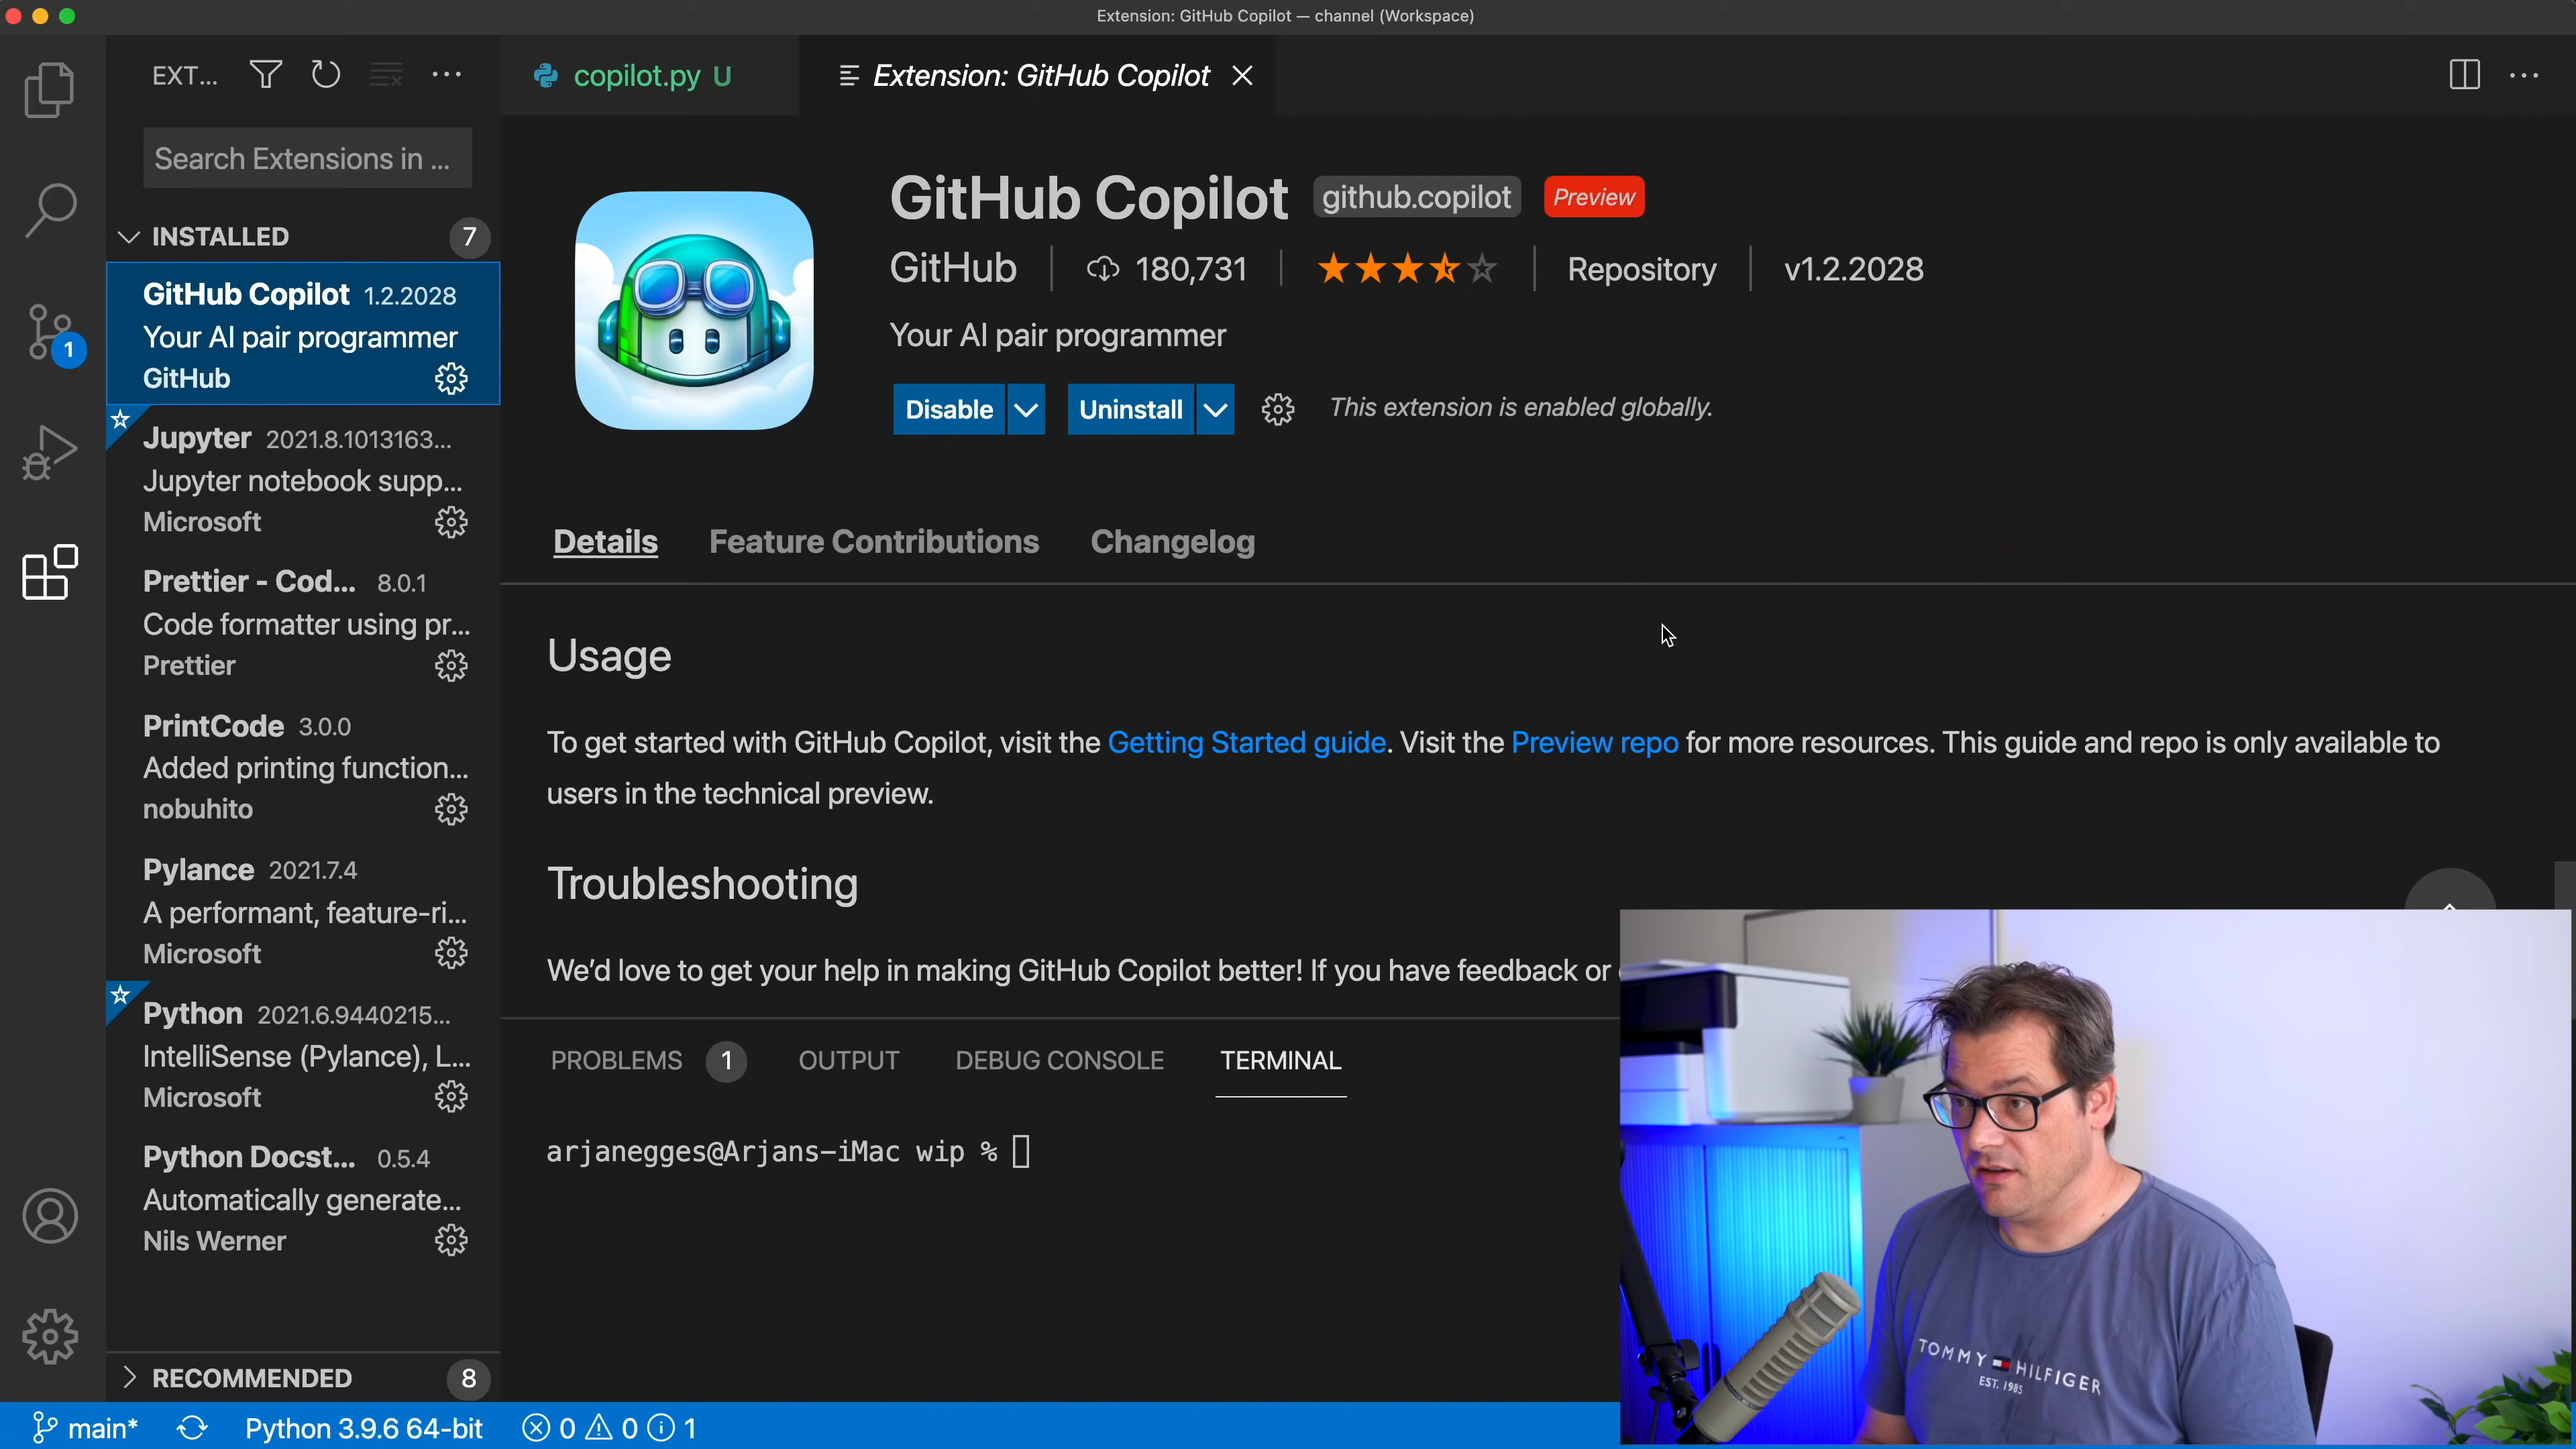 Extension: GitHub Copilot — channel (Workspace)
EXT...
copilot.py U
Extension: GitHub Copilot
Search Extensions in ...
INSTALLED 7
GitHub Copilot 1.2.2028
Your AI pair programmer
GitHub
Jupyter 2021.8.1013163...
Jupyter notebook supp...
Microsoft
Prettier - Cod... 8.0.1
Code formatter using pr...
Prettier
PrintCode 3.0.0
Added printing function...
nobuhito
Pylance 2021.7.4
A performant, feature-ri...
Microsoft
Python 2021.6.9440215...
IntelliSense (Pylance), L...
Microsoft
Python Docst... 0.5.4
Automatically generate...
Nils Werner
RECOMMENDED 8
1
GitHub Copilot github.copilot Preview
GitHub 180,731 Repository v1.2.2028
Your AI pair programmer
Disable Uninstall This extension is enabled globally.
Details Feature Contributions Changelog
Usage
To get started with GitHub Copilot, visit the Getting Started guide. Visit the Preview repo for more resources. This guide and repo is only available to
users in the technical preview.
Troubleshooting
We'd love to get your help in making GitHub Copilot better! If you have feedback or
PROBLEMS 1 OUTPUT DEBUG CONSOLE TERMINAL
arjanegges@Arjans-iMac wip %
TOMMY HILFIGER
EST. 1985
main* Python 3.9.6 64-bit 0 0 1